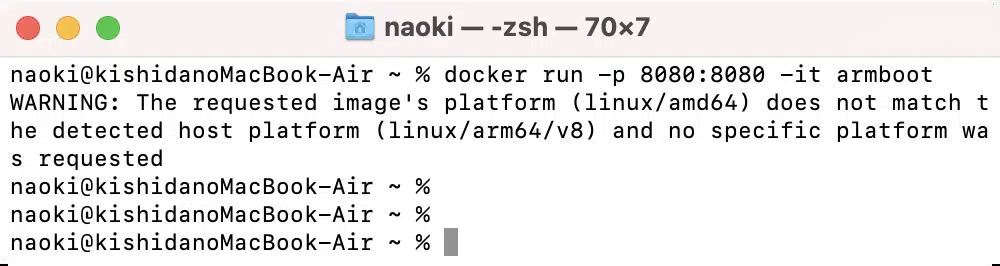 naoki — -zsh — 70×7
naoki@kishidanoMacBook-Air ~ % docker run -p 8080:8080 -it armboot
WARNING: The requested image's platform (linux/amd64) does not match t
he detected host platform (linux/arm64/v8) and no specific platform wa
s requested
naoki@kishidanoMacBook-Air ~ %
naoki@kishidanoMacBook-Air ~ %
naoki@kishidanoMacBook-Air ~ %